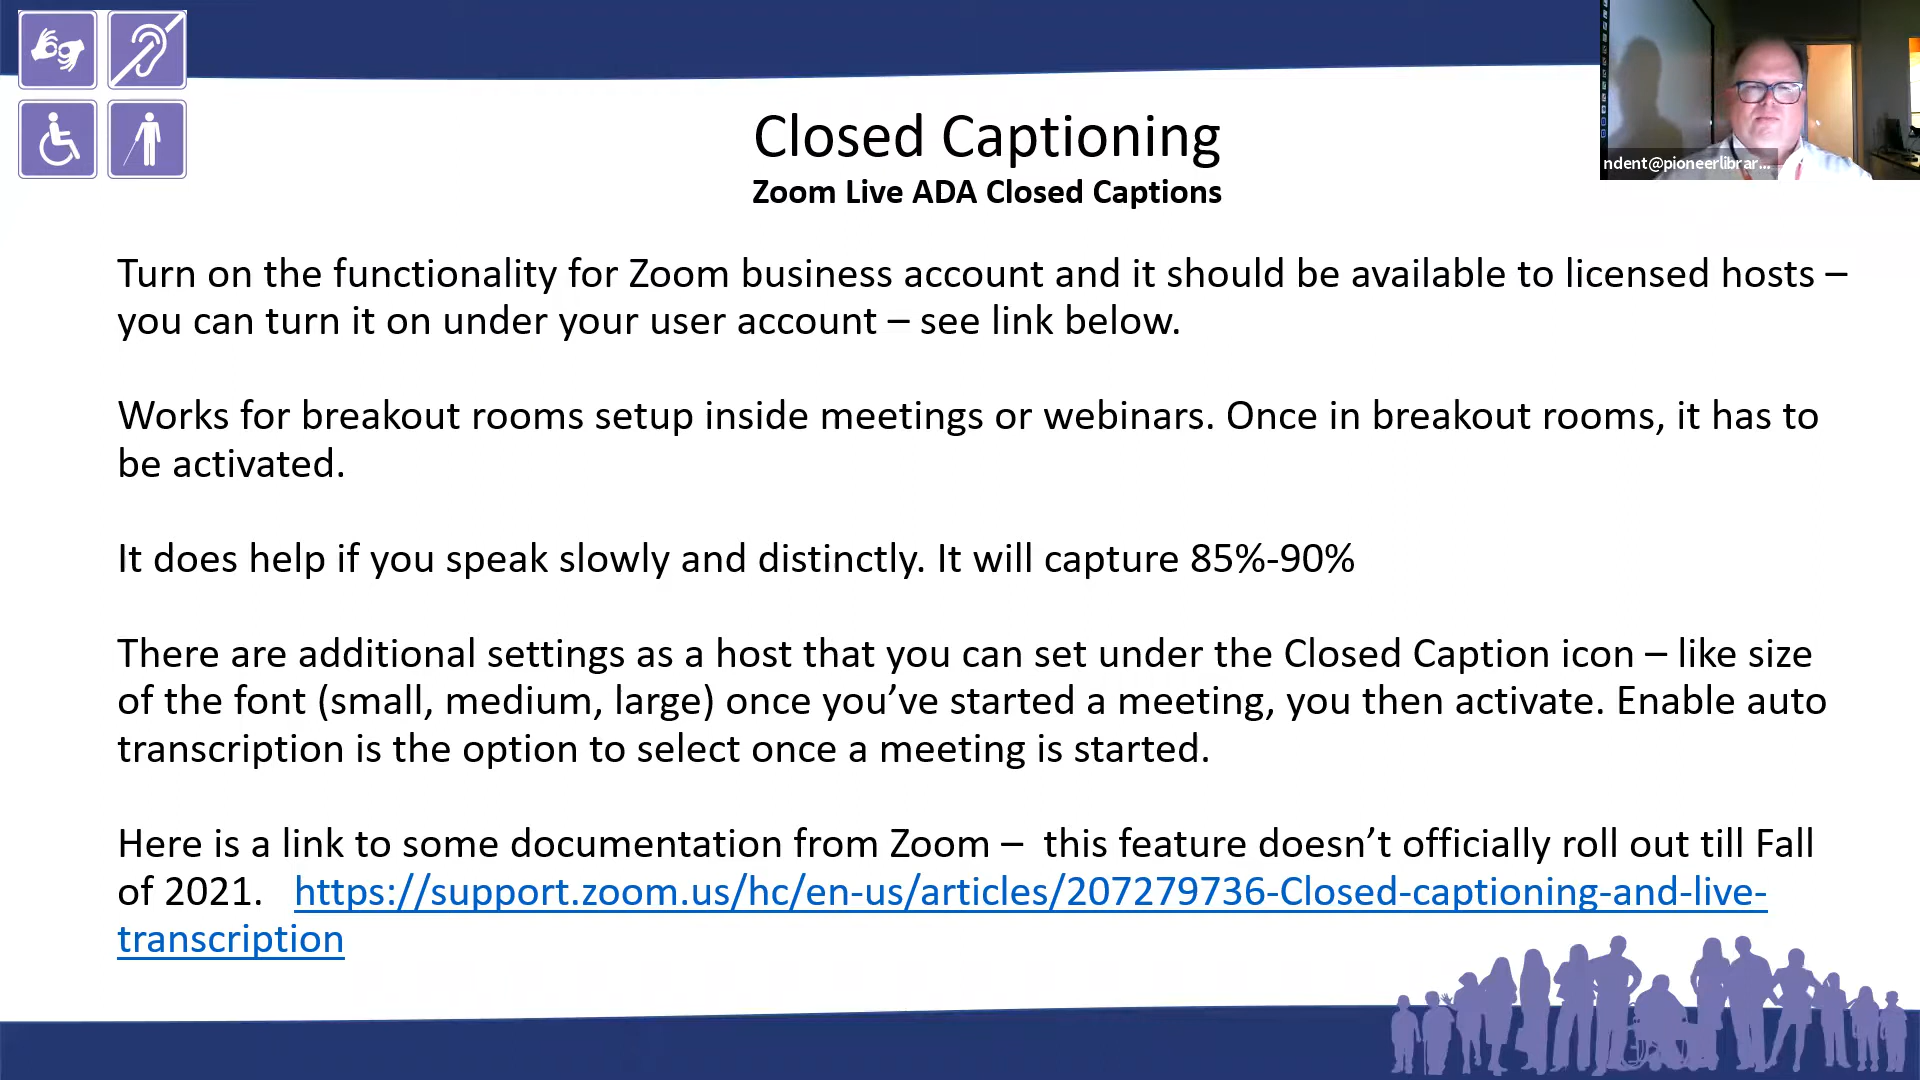 Closed Captioning
Zoom Live ADA Closed Captions
ndent@pioneerlibrar...
Turn on the functionality for Zoom business account and it should be available to licensed hosts –
you can turn it on under your user account – see link below.
Works for breakout rooms setup inside meetings or webinars. Once in breakout rooms, it has to
be activated.
It does help if you speak slowly and distinctly. It will capture 85%-90%
There are additional settings as a host that you can set under the Closed Caption icon – like size
of the font (small, medium, large) once you’ve started a meeting, you then activate. Enable auto
transcription is the option to select once a meeting is started.
Here is a link to some documentation from Zoom –  this feature doesn’t officially roll out till Fall
of 2021.   https://support.zoom.us/hc/en-us/articles/207279736-Closed-captioning-and-live-
transcription